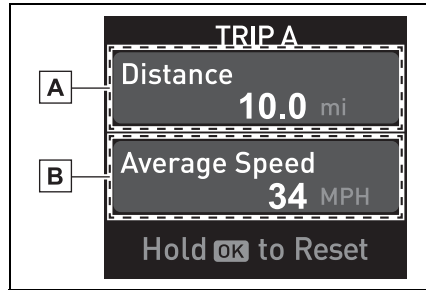 TRIP A
A
Distance
10.0 mi
B
Average Speed
34 MPH
Hold OK to Reset